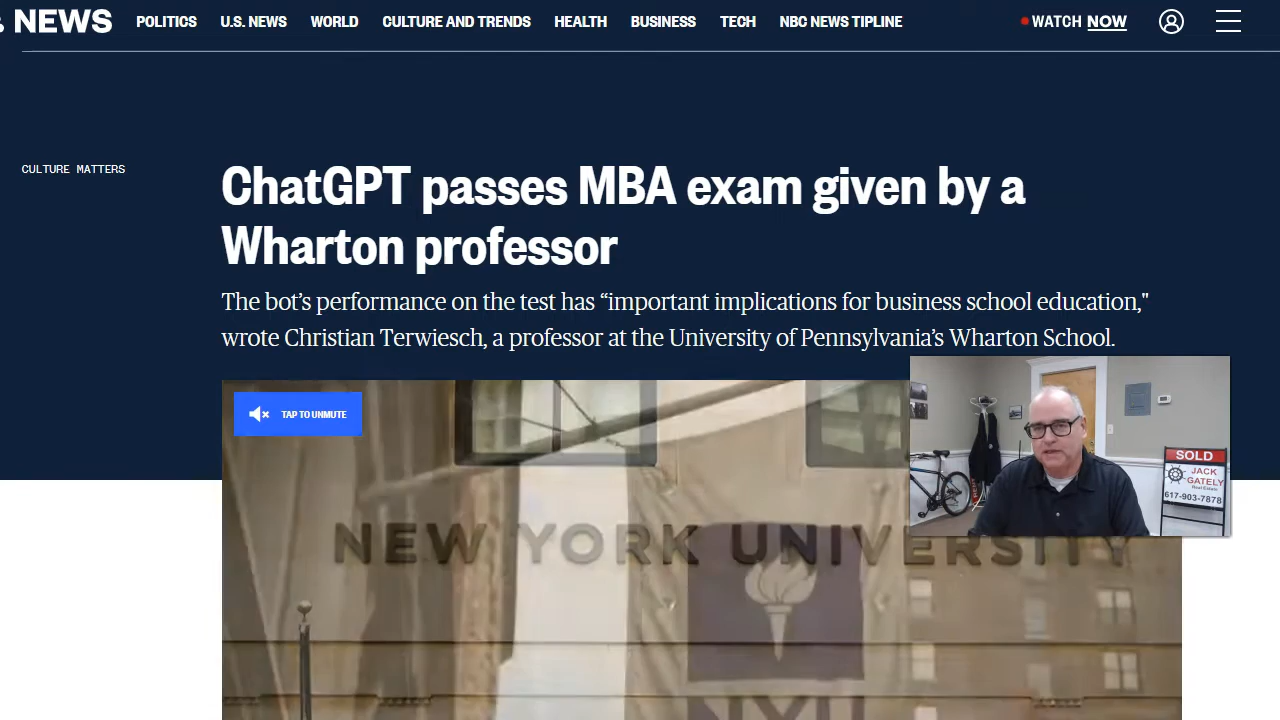 NEWS POLITICS U.S. NEWS WORLD CULTURE AND TRENDS HEALTH BUSINESS TECH NBC NEWS TIPLINE WATCH NOW
CULTURE MATTERS
ChatGPT passes MBA exam given by a
Wharton professor
The bot's performance on the test has “important implications for business school education,"
wrote Christian Terwiesch, a professor at the University of Pennsylvania’s Wharton School.
TAP TO UNMUTE
NEW YORK UNIVERSITY
NYU
SOLD
JACK
GATELY
Real Estate
617-903-7878